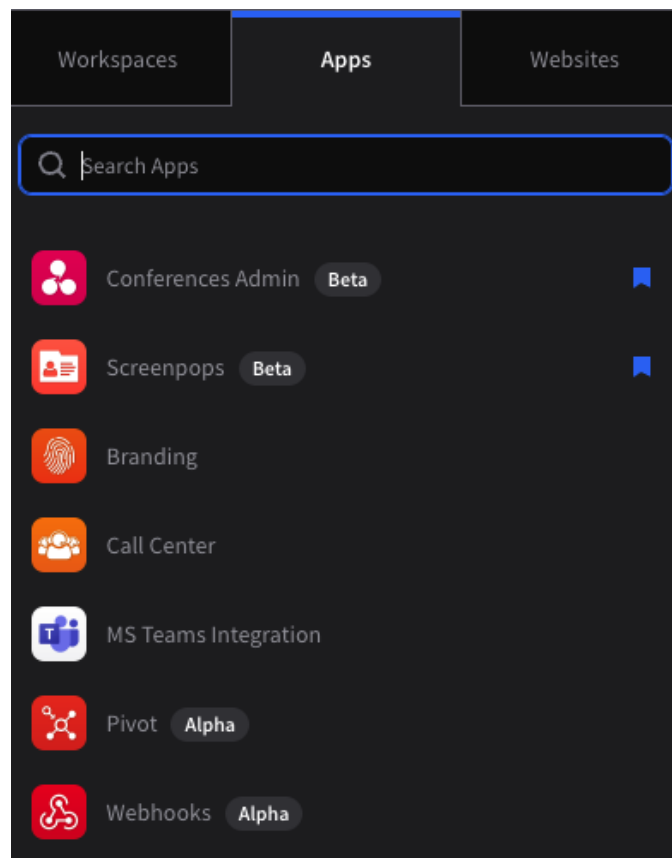 Workspaces Apps Websites
Search Apps
Conferences Admin Beta
Screenpops Beta
Branding
Call Center
T
MS Teams Integration
Pivot Alpha
Webhooks Alpha